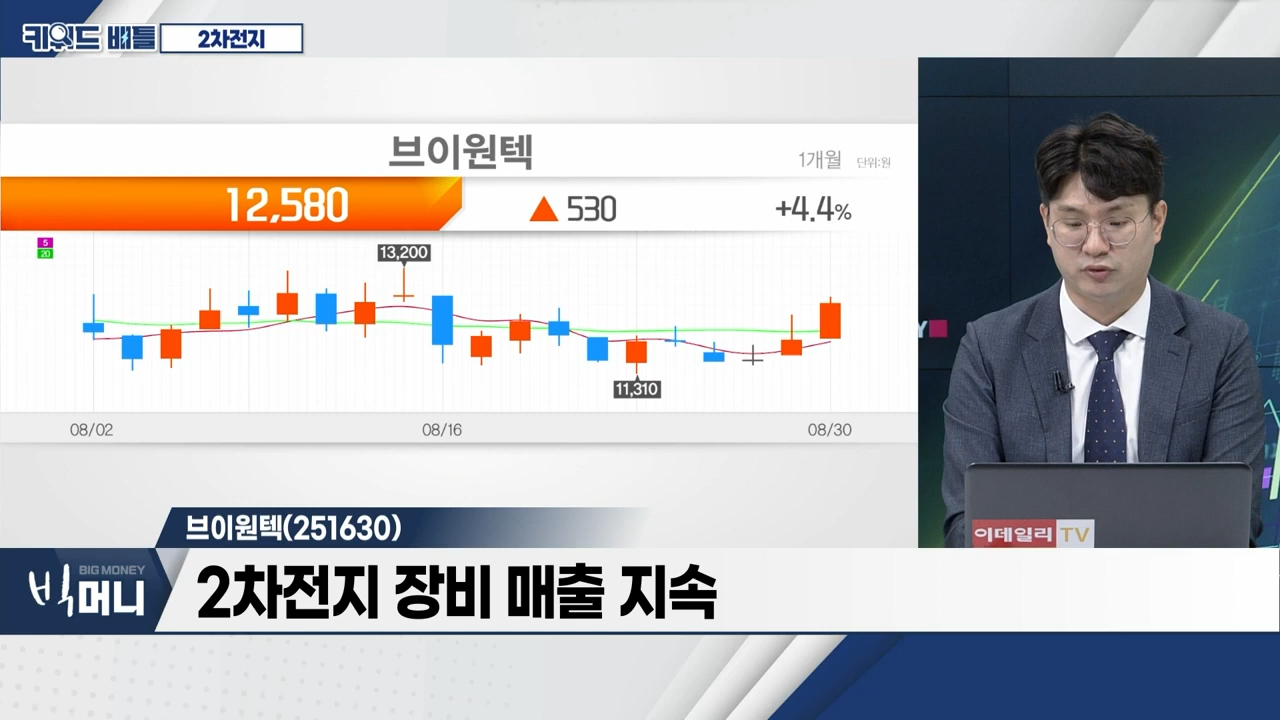 키워드 배틀
2차전지
브이원텍
1개월 단위:원
12,580 ▲ 530 +4.4%
5
20
13,200
11,310
08/02 08/16 08/30
브이원텍(251630)
빅머니 BIG MONEY
2차전지 장비 매출 지속
이데일리 TV